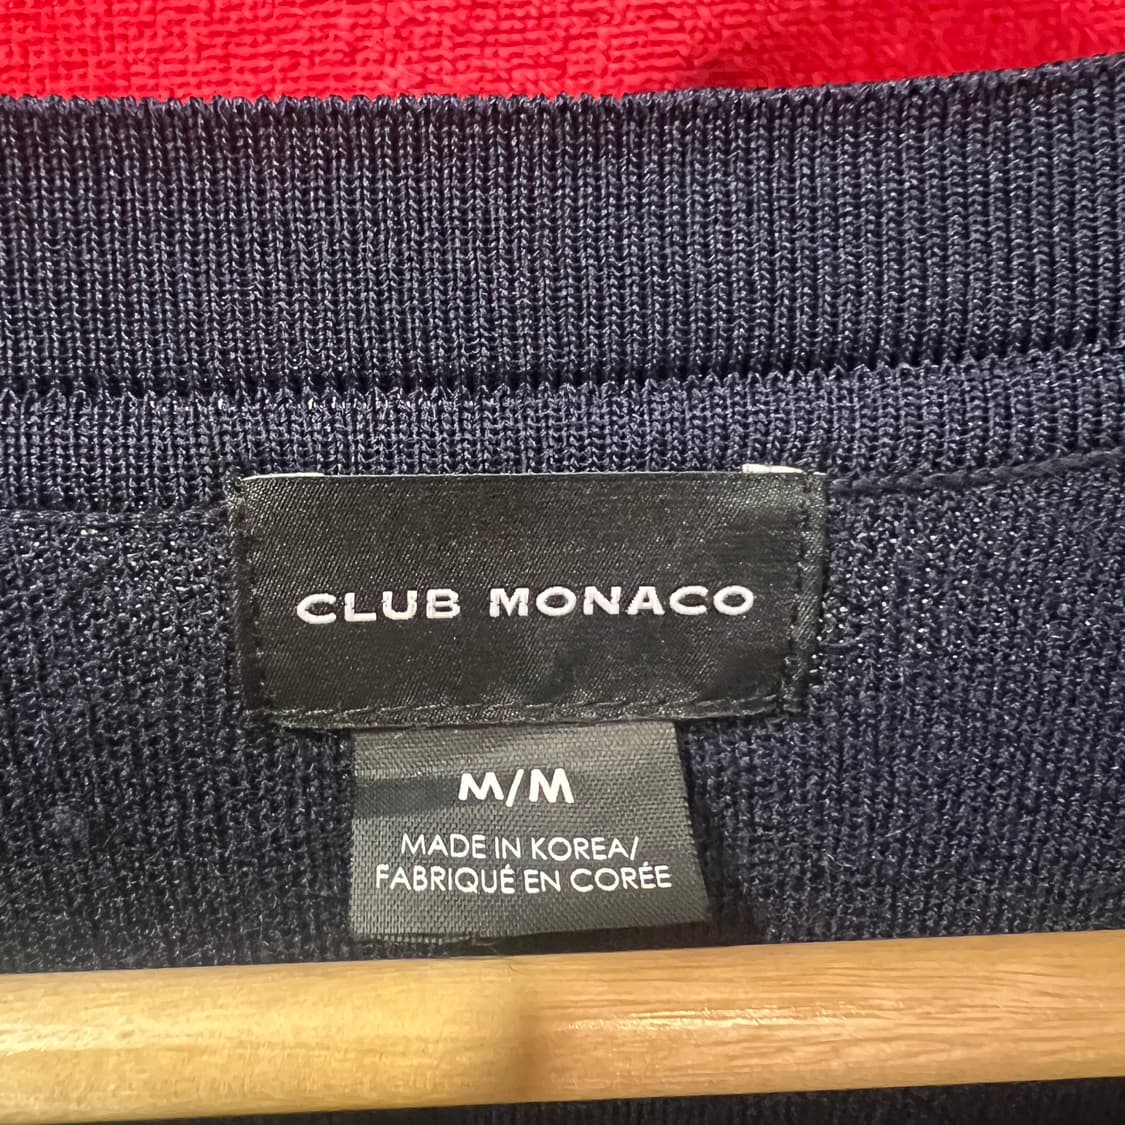 CLUB MONACO
M/M
MADE IN KOREA/
FABRIQUÉ EN CORÉE